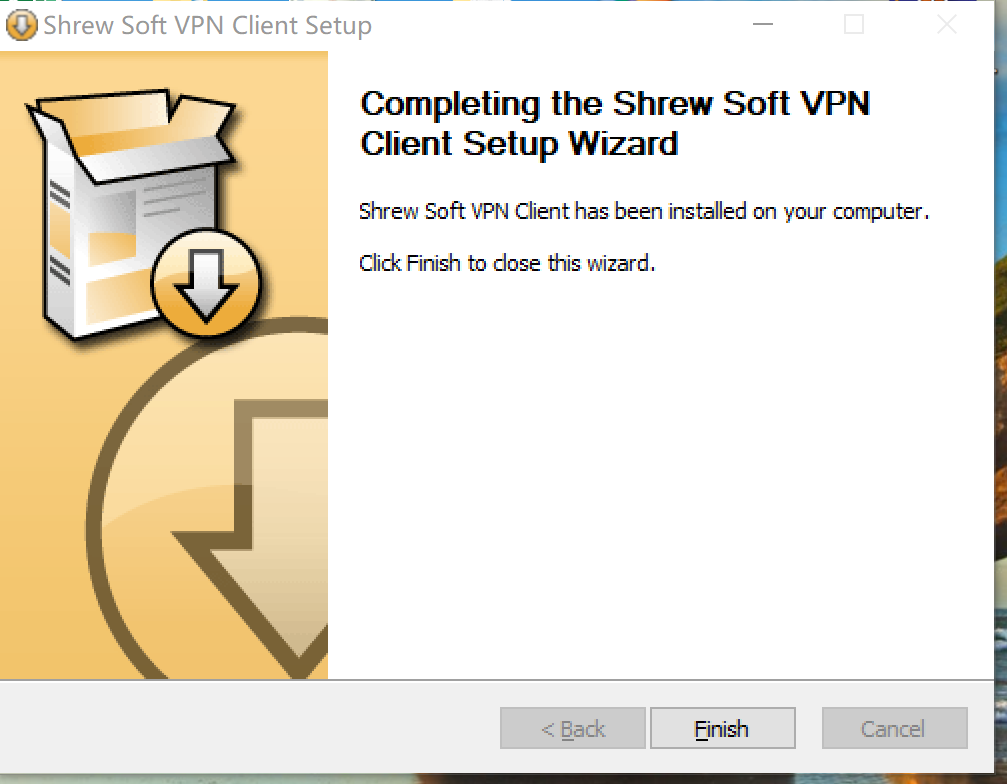 Shrew Soft VPN Client Setup
Completing the Shrew Soft VPN
Client Setup Wizard
Shrew Soft VPN Client has been installed on your computer.
Click Finish to close this wizard.
< Back
Finish
Cancel